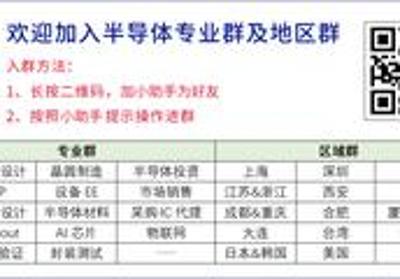 欢迎加入半导体专业群及地区群
入群方法：
1、长按二维码，加小助手为好友
2、按照小助手提示操作进群
专业群 区域群
设计 晶圆制造 半导体投资 上海 深圳
P 设备EE 市场销售 江苏&浙江 西安
设计 半导体材料 采购IC代理 成都&重庆 合肥
out AI芯片 物联网 大连 台湾
验证 封装测试 —— 日本&韩国 美国